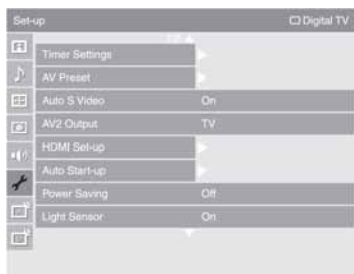 Set-up Digital TV
Timer Settings
AV Preset
Auto S Video On
AV2 Output TV
HDMI Set-up
Auto Start-up
Power Saving Off
Light Sensor On